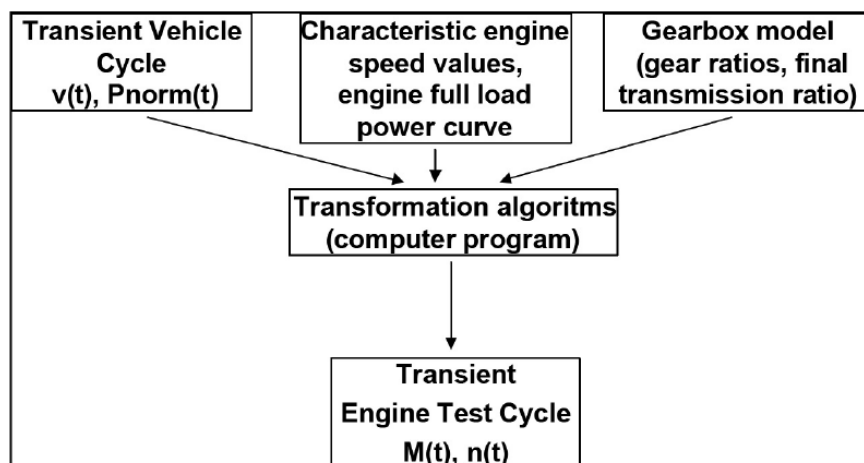 Transient Vehicle
Cycle
v(t), Pnorm(t)
Characteristic engine
speed values,
engine full load
power curve
Gearbox model
(gear ratios, final
transmission ratio)
Transformation algoritms
(computer program)
Transient
Engine Test Cycle
M(t), n(t)